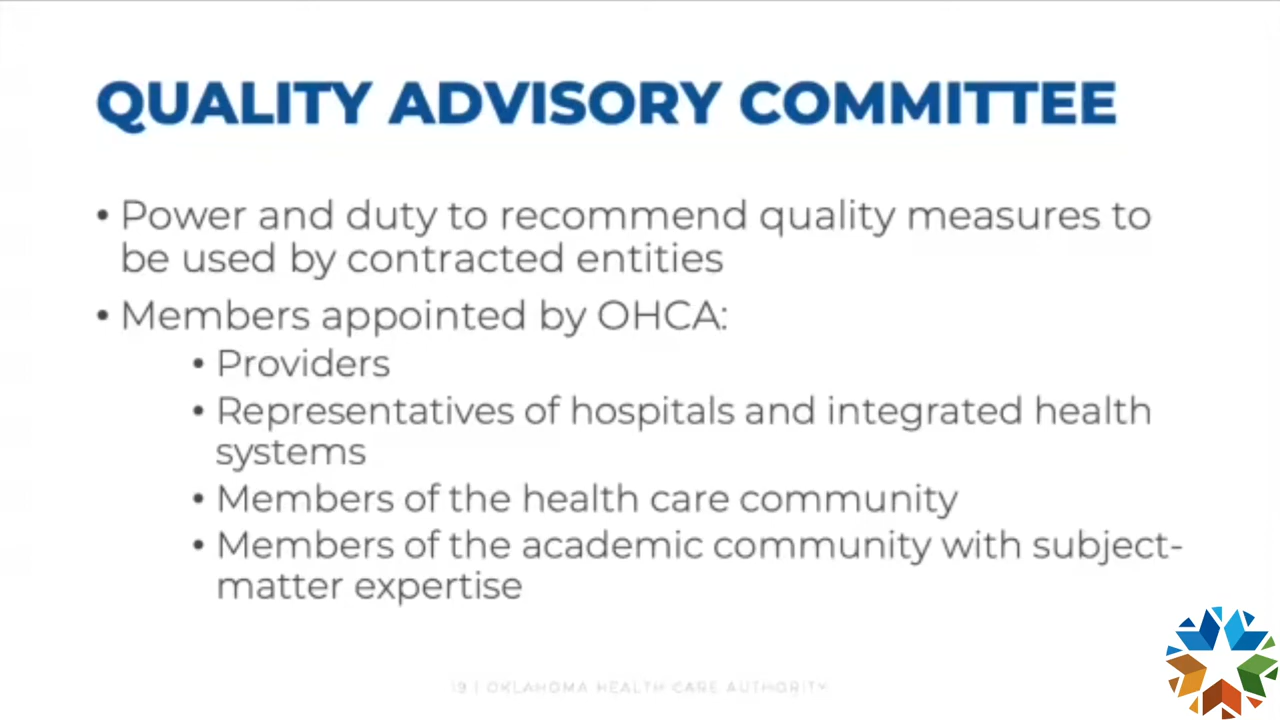 QUALITY ADVISORY COMMITTEE
• Power and duty to recommend quality measures to
be used by contracted entities
• Members appointed by OHCA:
• Providers
• Representatives of hospitals and integrated health
systems
• Members of the health care community
• Members of the academic community with subject-
matter expertise
19 | OKLAHOMA HEALTH CARE AUTHORITY